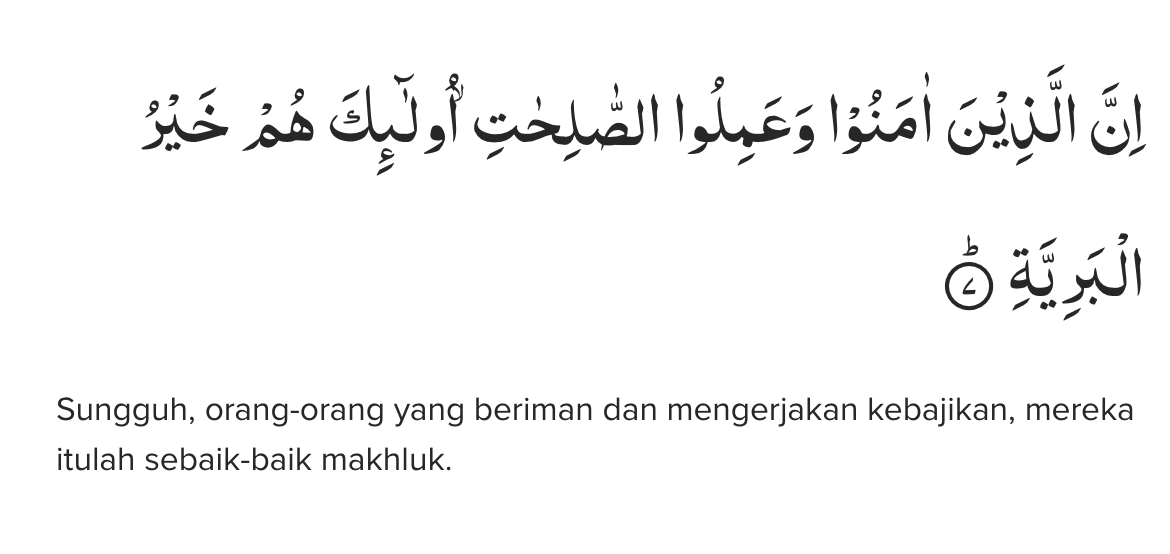 اِنَّ الَّذِيْنَ اٰمَنُوْا وَعَمِلُوا الصّٰلِحٰتِ اُولٰۤىِٕكَ هُمْ خَيْرُ
الْبَرِيَّةِۗ ٧
Sungguh, orang-orang yang beriman dan mengerjakan kebajikan, mereka
itulah sebaik-baik makhluk.